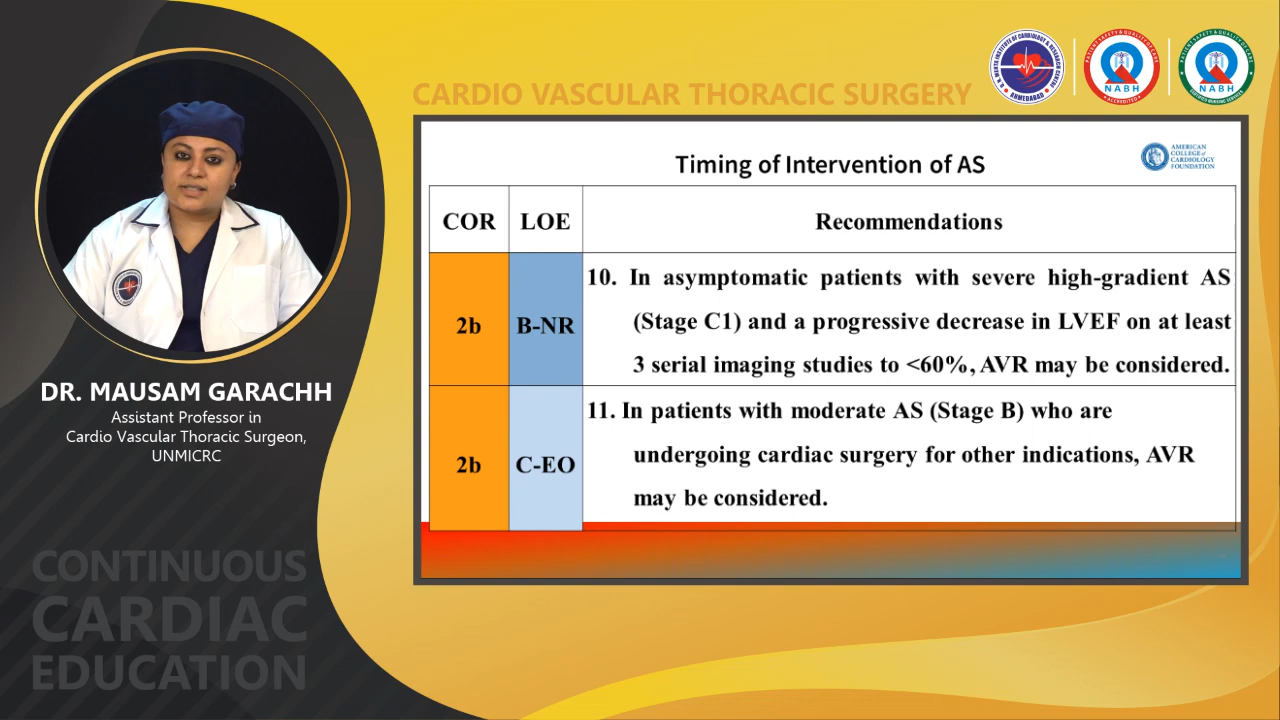 CARDIO VASCULAR THORACIC SURGERY
NABH
NABH
DR. MAUSAM GARACHH
Assistant Professor in
Cardio Vascular Thoracic Surgeon,
UNMICRC
CONTINUOUS
CARDIAC
EDUCATION
Timing of Intervention of AS
AMERICAN
COLLEGE of
CARDIOLOGY
FOUNDATION
COR LOE Recommendations
2b B-NR 10. In asymptomatic patients with severe high-gradient AS
(Stage C1) and a progressive decrease in LVEF on at least
3 serial imaging studies to <60%, AVR may be considered.
2b C-EO 11. In patients with moderate AS (Stage B) who are
undergoing cardiac surgery for other indications, AVR
may be considered.